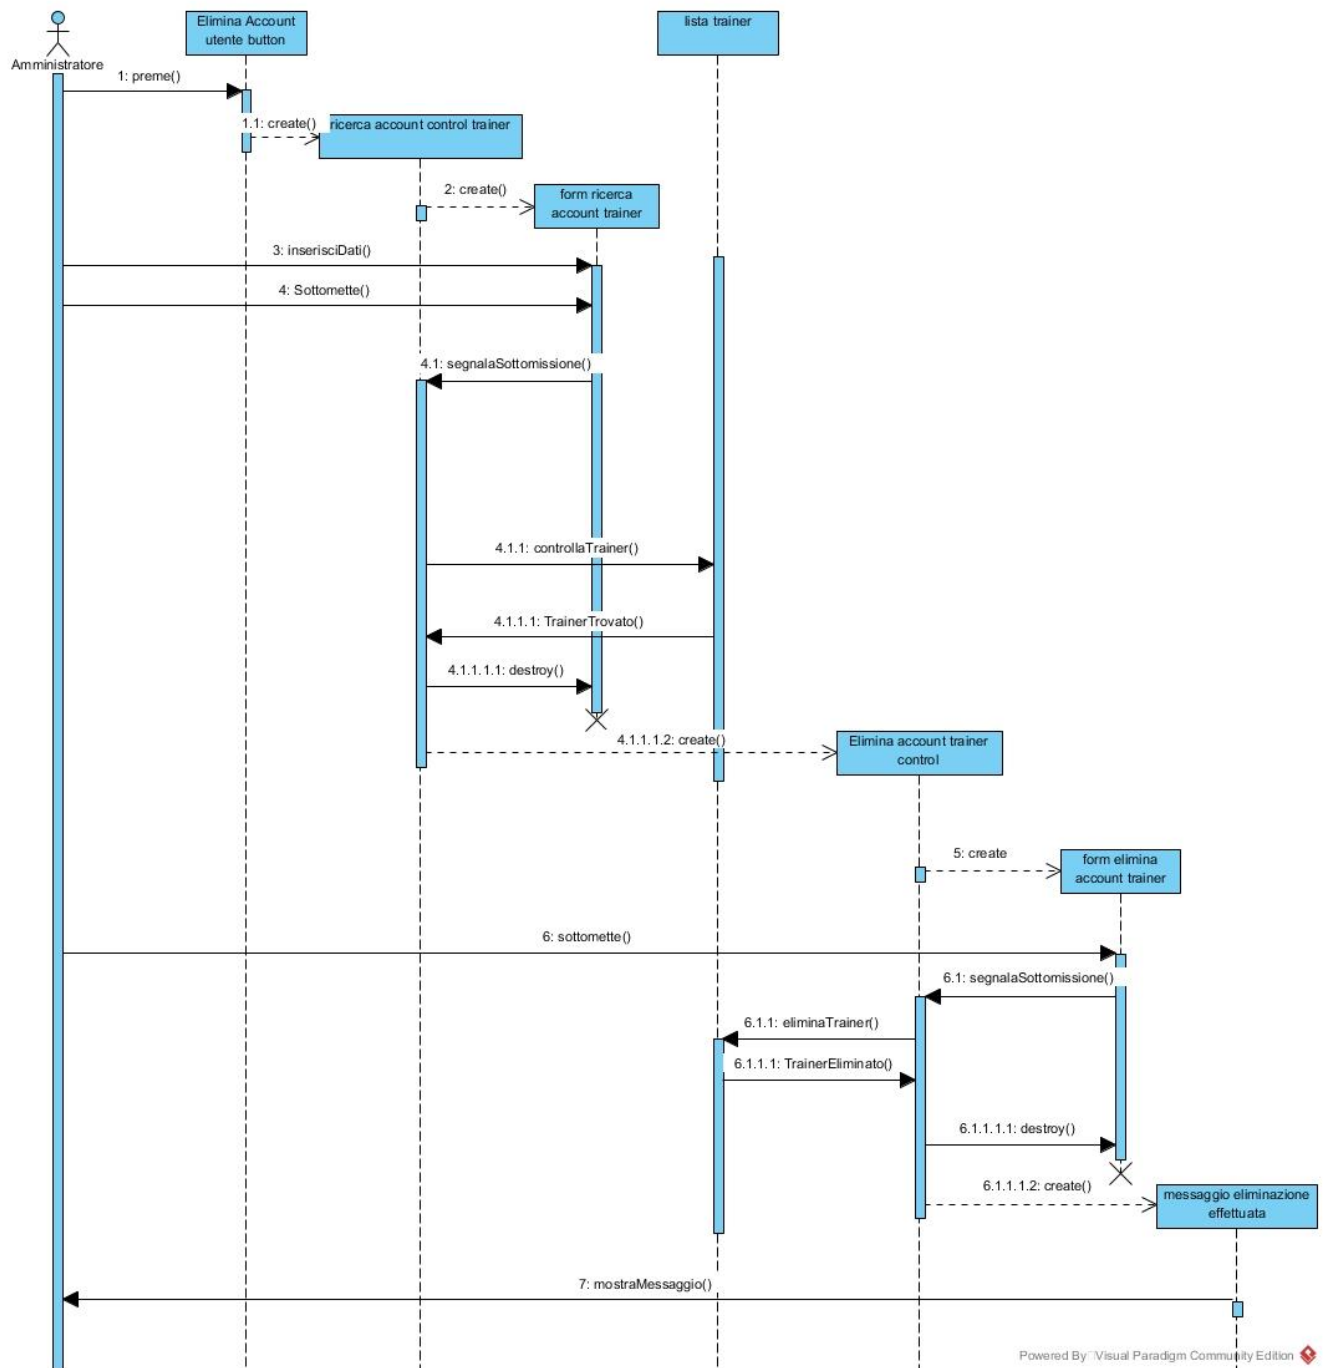 Elimina Account
utente button
lista trainer
Amministratore
1: preme()
1.1: create()
ricerca account control trainer
2: create()
form ricerca
account trainer
3: inserisciDati()
4: Sottomette()
4.1: segnalaSottomissione()
4.1.1: controllaTrainer()
4.1.1.1: TrainerTrovato()
4.1.1.1.1: destroy()
4.1.1.1.2: create()
Elimina account trainer
control
5: create
form elimina
account trainer
6: sottomette()
6.1: segnalaSottomissione()
6.1.1: eliminaTrainer()
6.1.1.1: TrainerEliminato()
6.1.1.1.1: destroy()
6.1.1.1.2: create()
messaggio eliminazione
effettuata
7: mostraMessaggio()
Powered By Visual Paradigm Community Edition